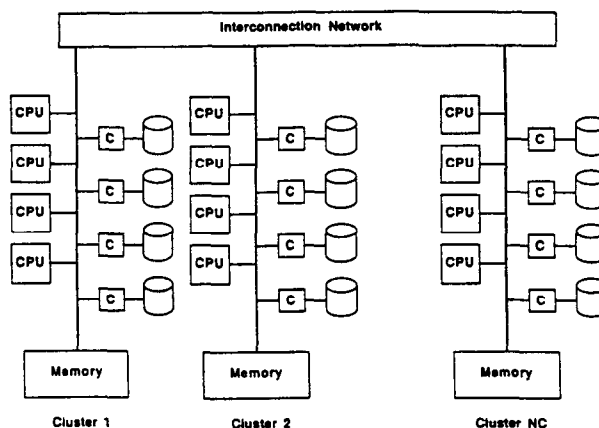 Interconnection Network
CPU CPU CPU
C C C
CPU CPU CPU
C C C
CPU CPU CPU
C C C
CPU CPU CPU
C C C
Memory Memory Memory
Cluster 1 Cluster 2 Cluster NC